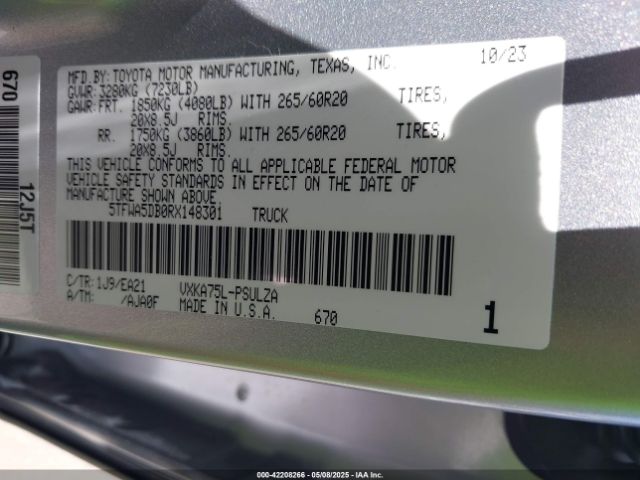 MFD.BY:TOYOTA MOTOR MANUFACTURING, TEXAS, INC. 10/23
GVWR:3280KG (7230LB)
GAWR:FRT. 1850KG (4080LB) WITH 265/60R20 TIRES,
20X8.5J RIMS.
RR. 1750KG (3860LB) WITH 265/60R20 TIRES,
20X8.5J RIMS.
THIS VEHICLE CONFORMS TO ALL APPLICABLE FEDERAL MOTOR
VEHICLE SAFETY STANDARDS IN EFFECT ON THE DATE OF
MANUFACTURE SHOWN ABOVE.
5TFWA5DB0RX148301 TRUCK
C/TR:1J9/EA21 VXKA75L-PSULZA
A/TM: /AJA0F MADE IN U.S.A. 670 1
670
12J5T
000-42208266 - 05/08/2025 - IAAI. COM